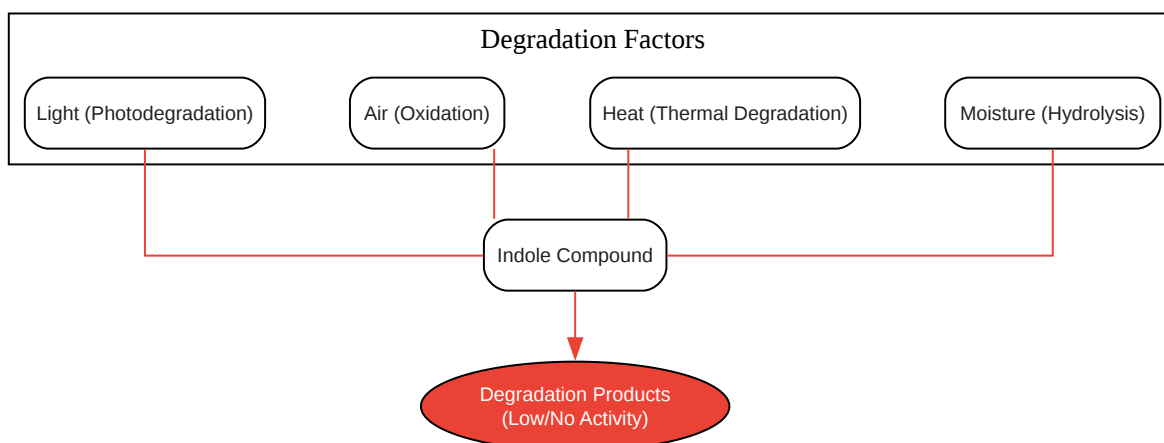 Degradation Factors
Light (Photodegradation)
Air (Oxidation)
Heat (Thermal Degradation)
Moisture (Hydrolysis)
Indole Compound
Degradation Products
(Low/No Activity)